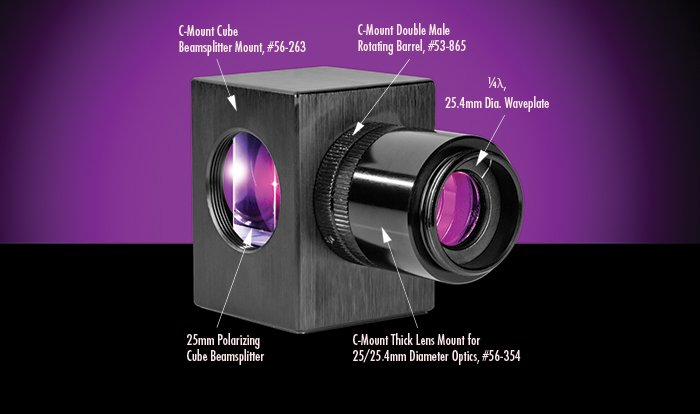 C-Mount Cube
Beamsplitter Mount, #56-263
C-Mount Double Male
Rotating Barrel, #53-865
¼λ,
25.4mm Dia. Waveplate
25mm Polarizing
Cube Beamsplitter
C-Mount Thick Lens Mount for
25/25.4mm Diameter Optics, #56-354